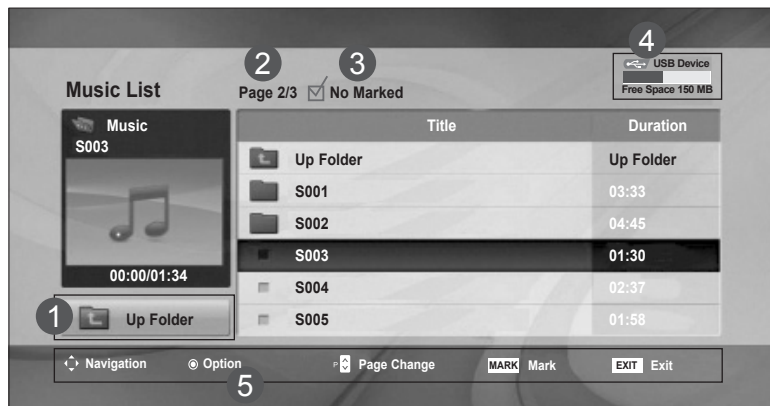 2
3
4
USB Device
Free Space 150 MB
Music List
Page 2/3
No Marked
Music
S003
00:00/01:34
1
Up Folder
Title Duration
Up Folder Up Folder
S001 03:33
S002 04:45
S003 01:30
S004 02:37
S005 01:58
Navigation Option P Page Change MARK Mark EXIT Exit
5